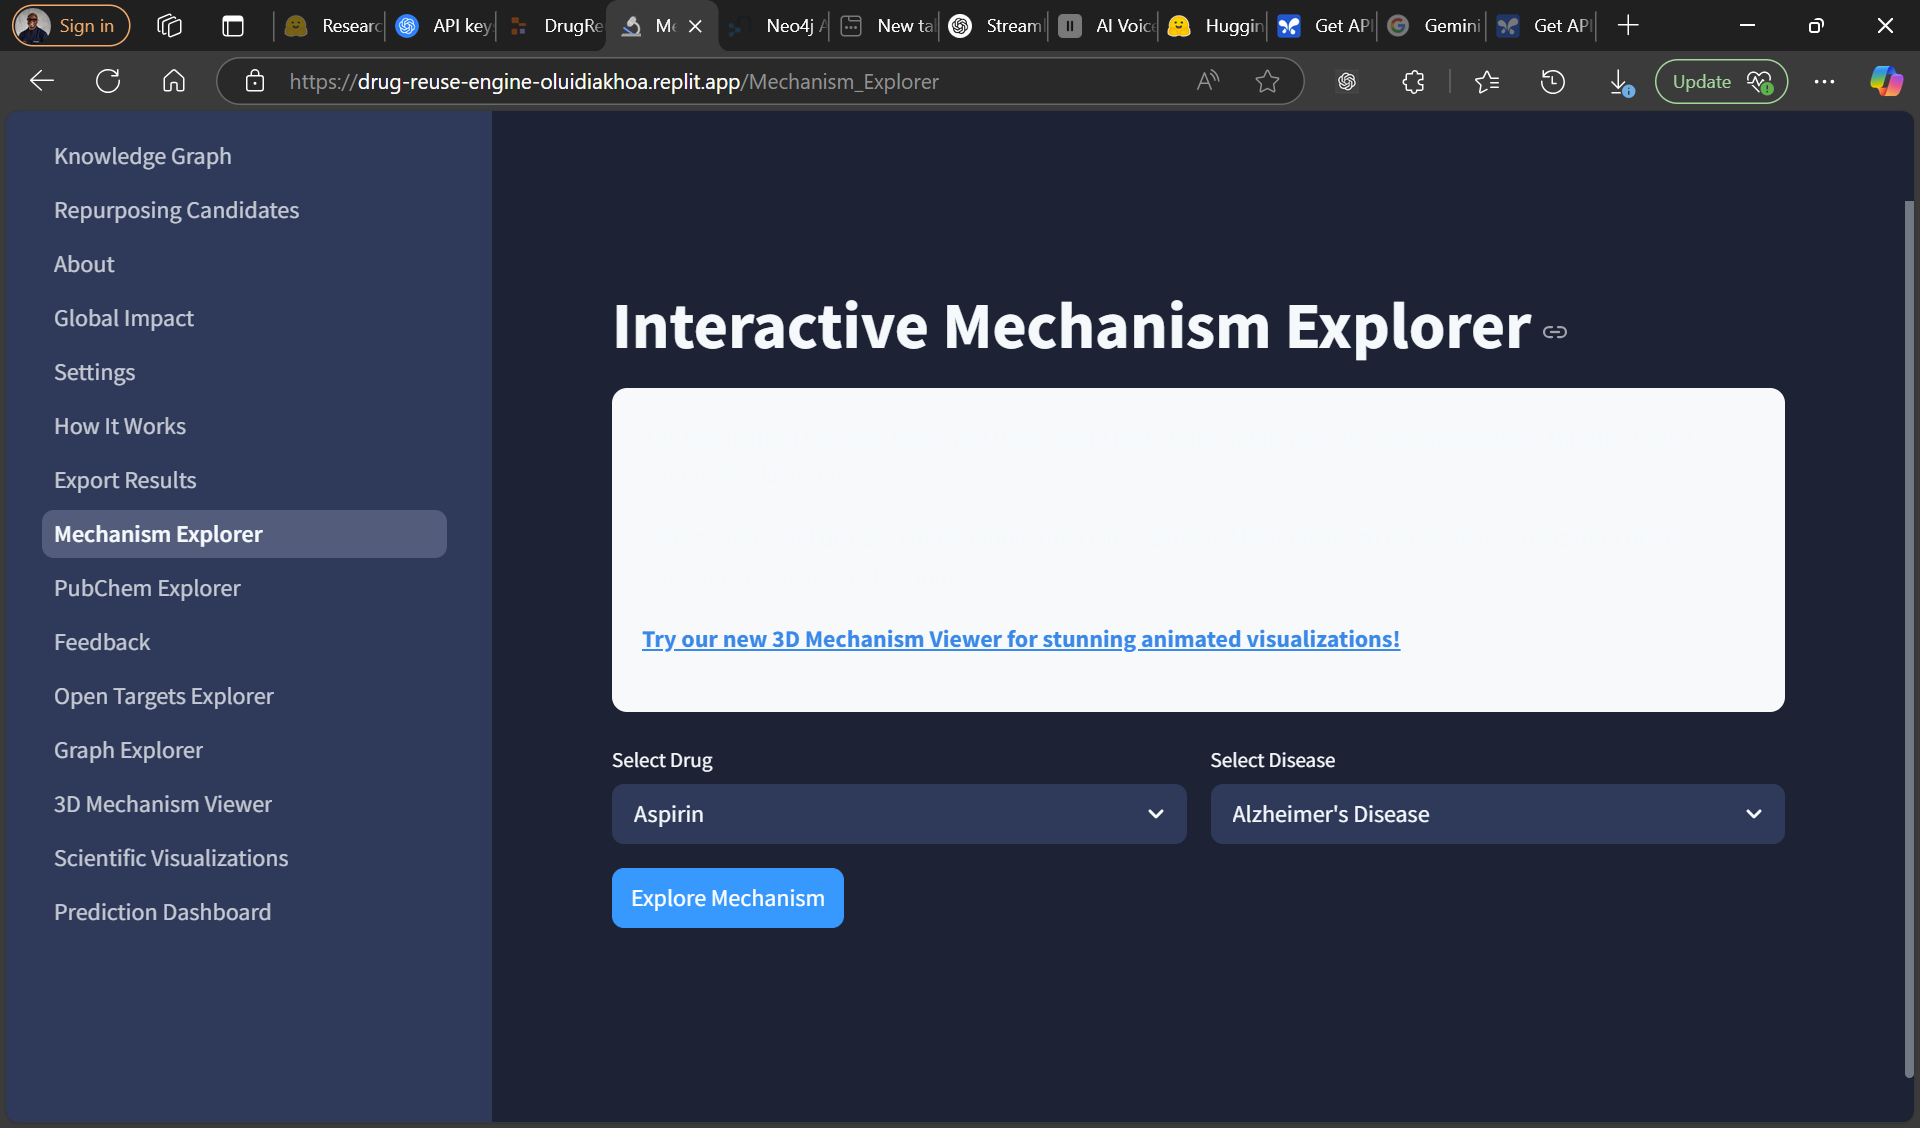 Sign in
Researc
API key
DrugRe
Me
Neo4j A
New ta
Stream
AI Voic
Huggin
Get API
Gemini
Get API
https://drug-reuse-engine-oluidiakhoa.replit.app/Mechanism_Explorer
Update
Knowledge Graph
Repurposing Candidates
About
Global Impact
Settings
How It Works
Export Results
Mechanism Explorer
PubChem Explorer
Feedback
Open Targets Explorer
Graph Explorer
3D Mechanism Viewer
Scientific Visualizations
Prediction Dashboard
Interactive Mechanism Explorer
Try our new 3D Mechanism Viewer for stunning animated visualizations!
Select Drug
Select Disease
Aspirin
Alzheimer's Disease
Explore Mechanism